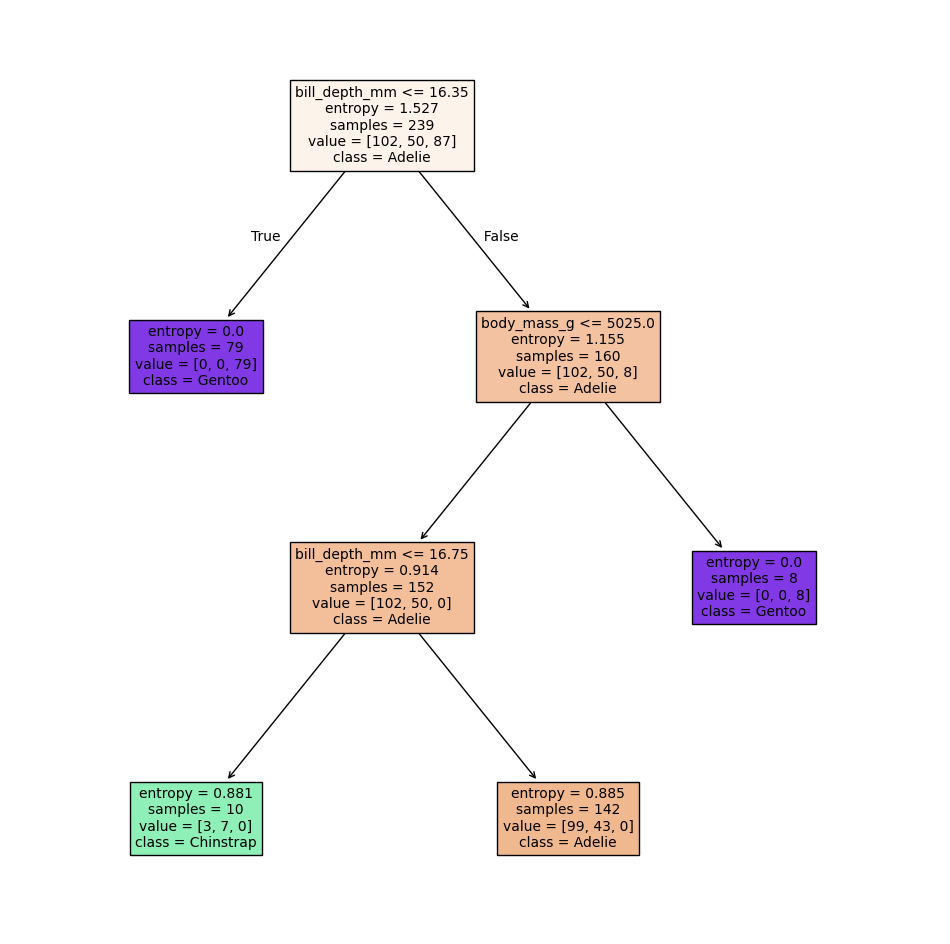 bill_depth_mm <= 16.35
entropy = 1.527
samples = 239
value = [102, 50, 87]
class = Adelie
True
False
entropy = 0.0
samples = 79
value = [0, 0, 79]
class = Gentoo
body_mass_g <= 5025.0
entropy = 1.155
samples = 160
value = [102, 50, 8]
class = Adelie
bill_depth_mm <= 16.75
entropy = 0.914
samples = 152
value = [102, 50, 0]
class = Adelie
entropy = 0.0
samples = 8
value = [0, 0, 8]
class = Gentoo
entropy = 0.881
samples = 10
value = [3, 7, 0]
class = Chinstrap
entropy = 0.885
samples = 142
value = [99, 43, 0]
class = Adelie